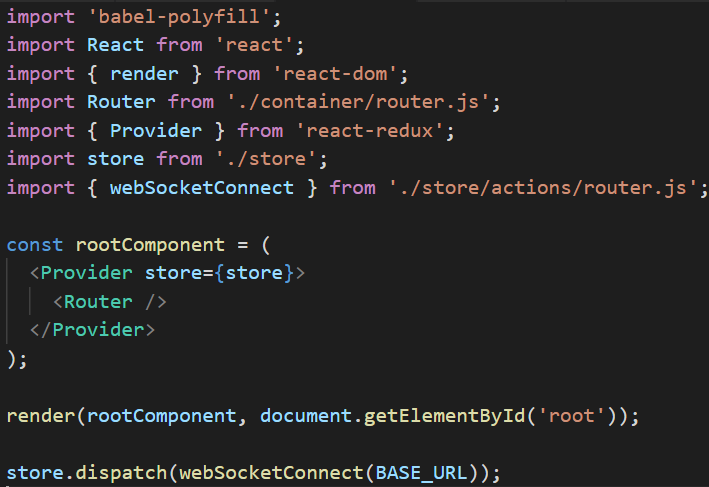 import 'babel-polyfill';
import React from 'react';
import { render } from 'react-dom';
import Router from './container/router.js';
import { Provider } from 'react-redux';
import store from './store';
import { webSocketConnect } from './store/actions/router.js';

const rootComponent = (
  <Provider store={store}>
    <Router />
  </Provider>
);

render(rootComponent, document.getElementById('root'));

store.dispatch(webSocketConnect(BASE_URL));